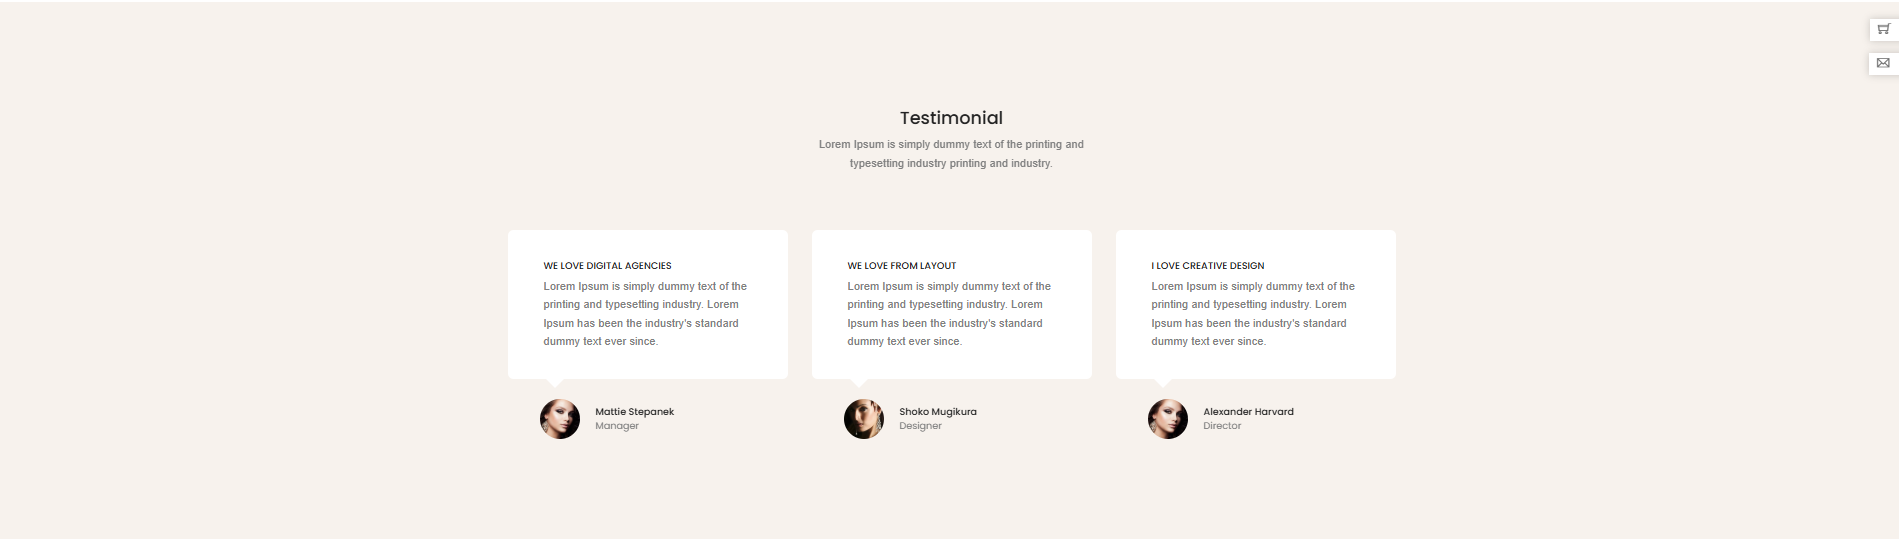 Testimonial
Lorem Ipsum is simply dummy text of the printing and
typesetting industry printing and industry.
WE LOVE DIGITAL AGENCIES
Lorem Ipsum is simply dummy text of the
printing and typesetting industry. Lorem
Ipsum has been the industry's standard
dummy text ever since.
Mattie Stepanek
Manager
WE LOVE FROM LAYOUT
Lorem Ipsum is simply dummy text of the
printing and typesetting industry. Lorem
Ipsum has been the industry's standard
dummy text ever since.
Shoko Mugikura
Designer
I LOVE CREATIVE DESIGN
Lorem Ipsum is simply dummy text of the
printing and typesetting industry. Lorem
Ipsum has been the industry's standard
dummy text ever since.
Alexander Harvard
Director